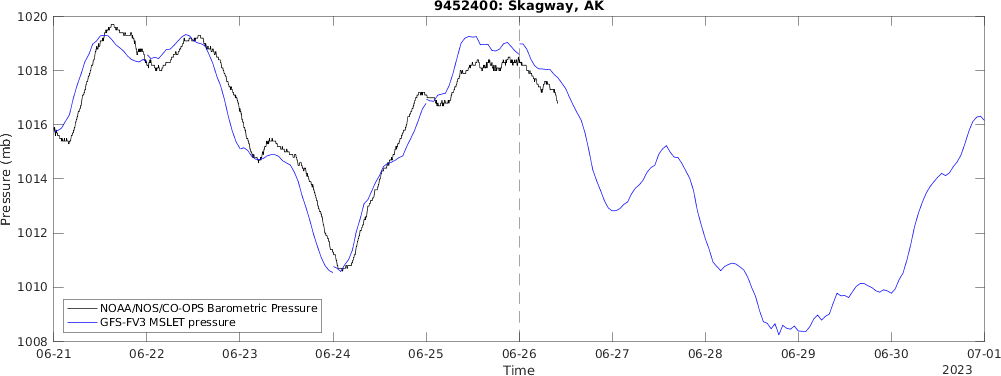 9452400: Skagway, AK
1020
1018
1016
1014
1012
1010
1008
Pressure (mb)
NOAA/NOS/CO-OPS Barometric Pressure
GFS-FV3 MSLET pressure
06-21 06-22 06-23 06-24 06-25 06-26 06-27 06-28 06-29 06-30 07-01
Time
2023